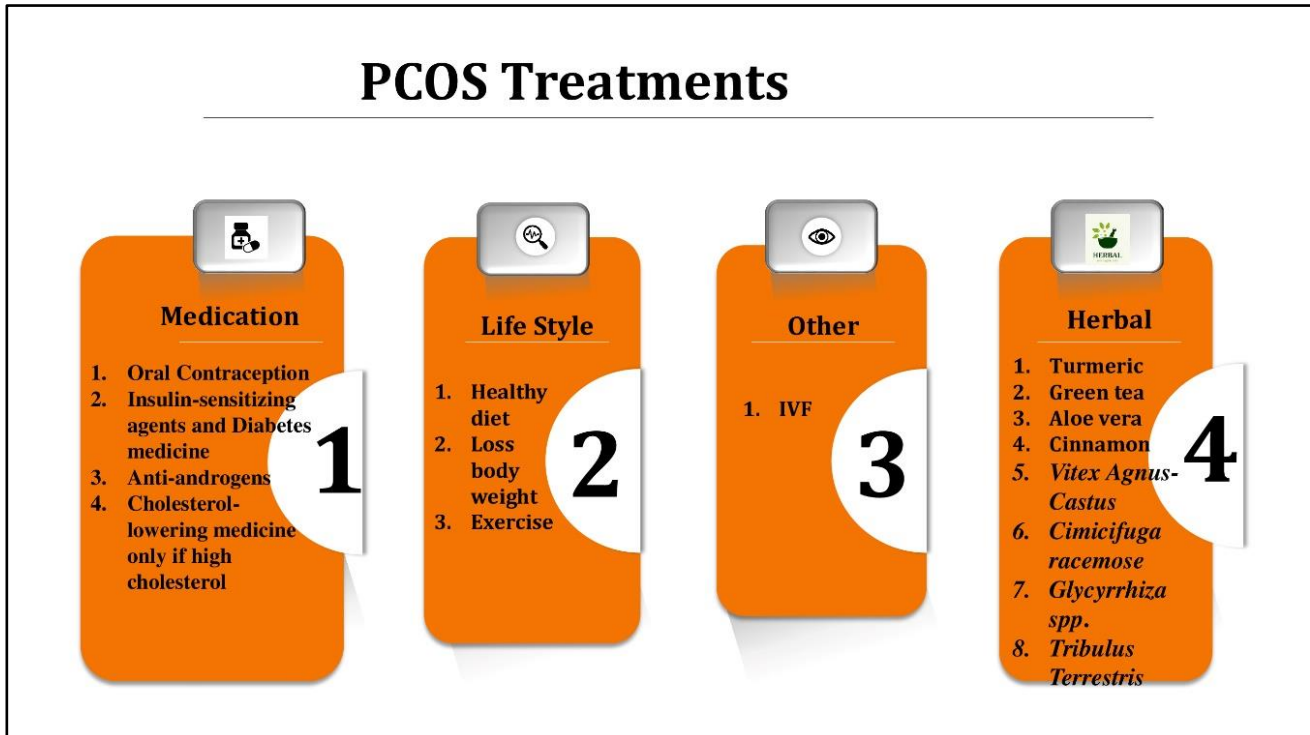 PCOS Treatments
Medication
1. Oral Contraception
2. Insulin-sensitizing
agents and Diabetes
medicine
3. Anti-androgens
4. Cholesterol-
lowering medicine
only if high
cholesterol
1
Life Style
1. Healthy
diet
2. Loss
body
weight
3. Exercise
2
Other
1. IVF
3
HERBAL
Herbal
1. Turmeric
2. Green tea
3. Aloe vera
4. Cinnamon
5. Vitex Agnus-
Castus
6. Cimicifuga
racemose
7. Glycyrrhiza
spp.
8. Tribulus
Terrestris
4